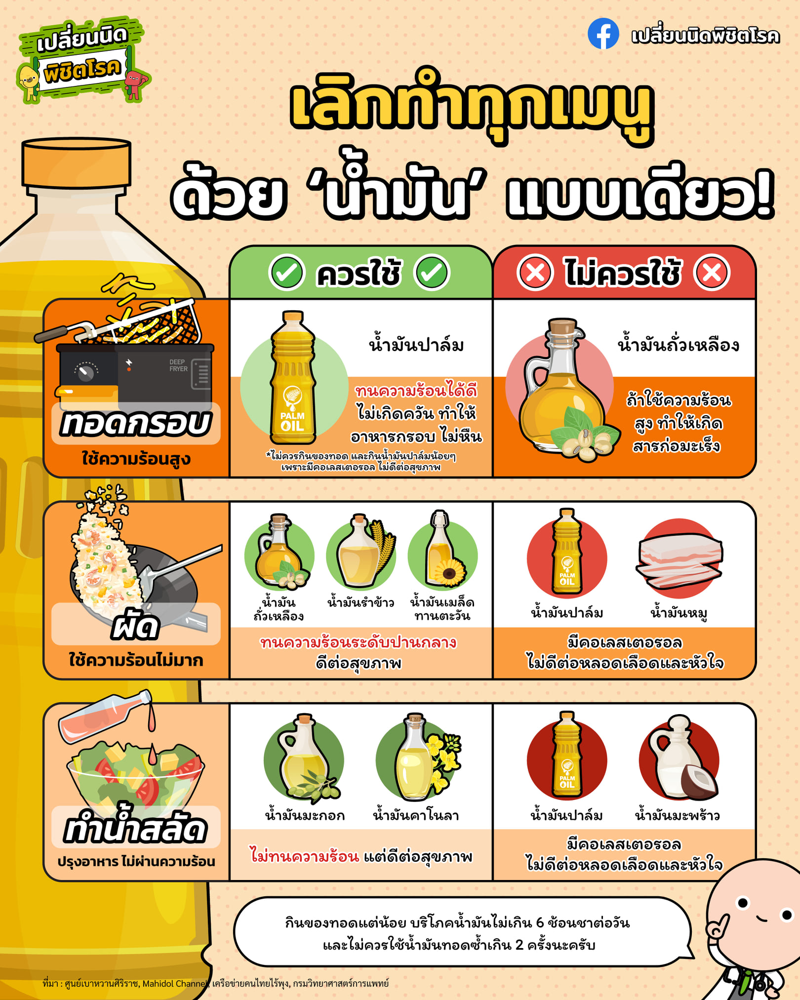 เปลี่ยนนิด
พิชิตโรค
เปลี่ยนนิดพิชิตโรค
เลิกทำทุกเมนู
ด้วย ‘น้ำมัน’ แบบเดียว!
ควรใช้
ไม่ควรใช้
DEEP
FRYER
ทอดกรอบ
ใช้ความร้อนสูง
PALM
OIL
น้ำมันปาล์ม
ทนความร้อนได้ดี
ไม่เกิดควัน ทำให้
อาหารกรอบ ไม่หืน
*ไม่ควรกินของทอด และกินน้ำมันปาล์มน้อยๆ
เพราะมีคอเลสเตอรอล ไม่ดีต่อสุขภาพ
น้ำมันถั่วเหลือง
ถ้าใช้ความร้อน
สูง ทำให้เกิด
สารก่อมะเร็ง
ผัด
ใช้ความร้อนไม่มาก
น้ำมัน
ถั่วเหลือง
น้ำมันรำข้าว
น้ำมันเมล็ด
ทานตะวัน
ทนความร้อนระดับปานกลาง
ดีต่อสุขภาพ
PALM
OIL
น้ำมันปาล์ม
น้ำมันหมู
มีคอเลสเตอรอล
ไม่ดีต่อหลอดเลือดและหัวใจ
ทำน้ำสลัด
ปรุงอาหาร ไม่ผ่านความร้อน
น้ำมันมะกอก
น้ำมันคาโนลา
ไม่ทนความร้อน แต่ดีต่อสุขภาพ
PALM
OIL
น้ำมันปาล์ม
น้ำมันมะพร้าว
มีคอเลสเตอรอล
ไม่ดีต่อหลอดเลือดและหัวใจ
กินของทอดแต่น้อย บริโภคน้ำมันไม่เกิน 6 ช้อนชาต่อวัน
และไม่ควรใช้น้ำมันทอดซ้ำเกิน 2 ครั้งนะครับ
ที่มา : ศูนย์เบาหวานศิริราช, Mahidol Channel, เครือข่ายคนไทยไร้พุง, กรมวิทยาศาสตร์การแพทย์